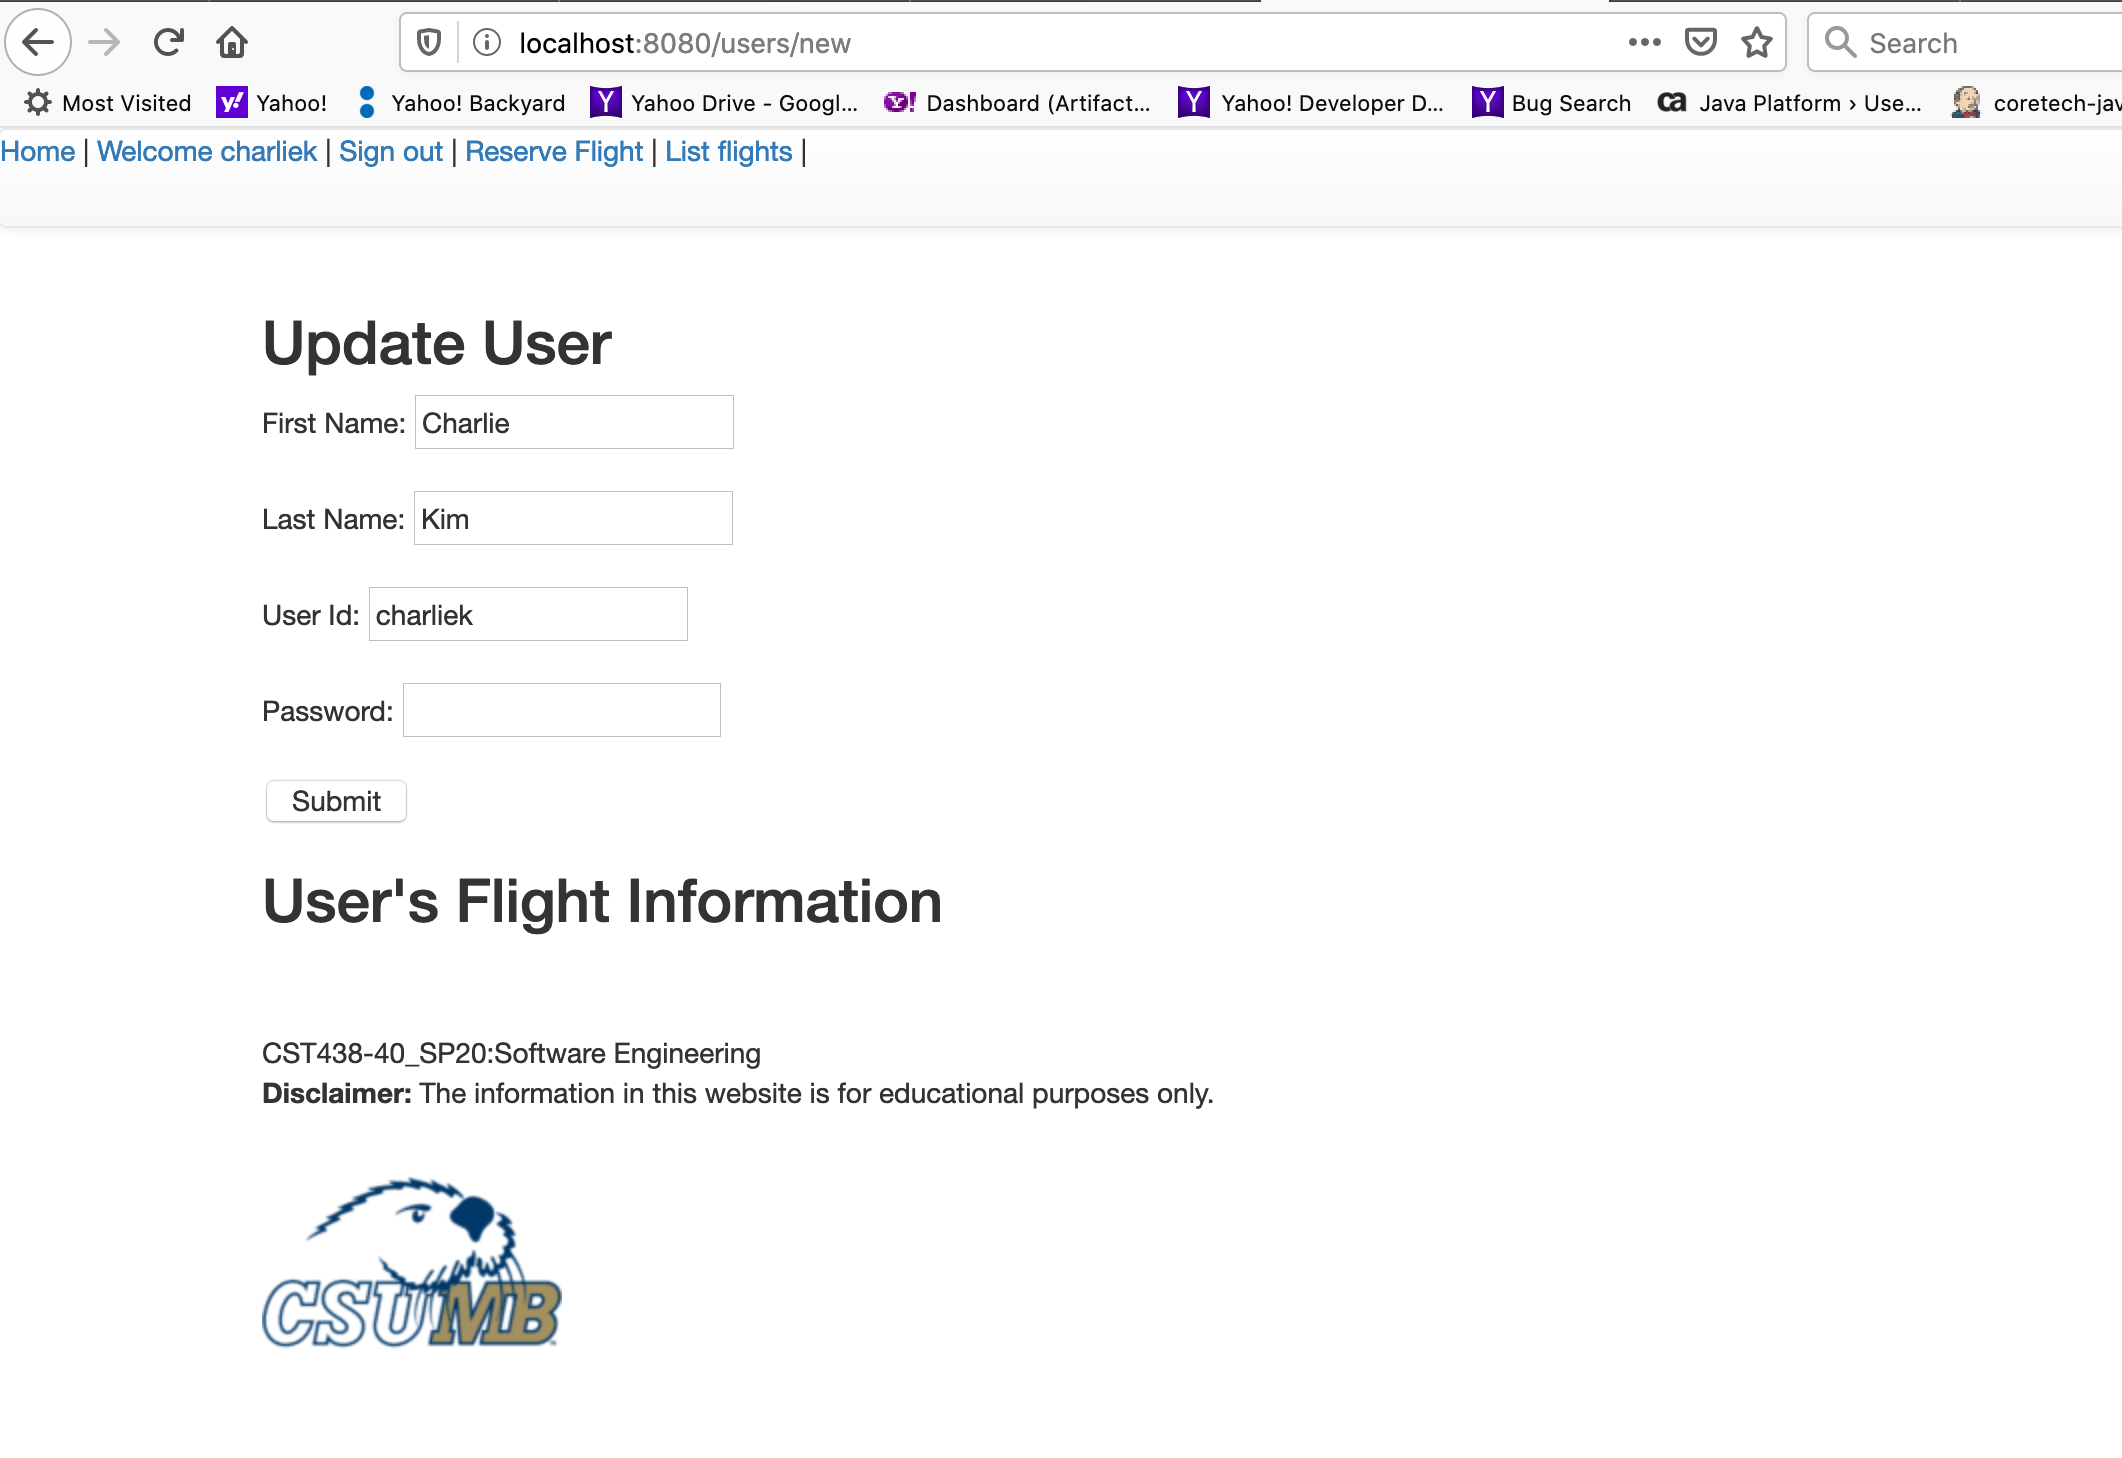 localhost:8080/users/new
Search
Most Visited Yahoo! Yahoo! Backyard Yahoo Drive - Googl... Dashboard (Artifact... Yahoo! Developer D... Bug Search Java Platform › Use... coretech-jav
Home | Welcome charliek | Sign out | Reserve Flight | List flights |
Update User
First Name: Charlie
Last Name: Kim
User Id: charliek
Password:
Submit
User's Flight Information
CST438-40_SP20:Software Engineering
Disclaimer: The information in this website is for educational purposes only.
CSUMB